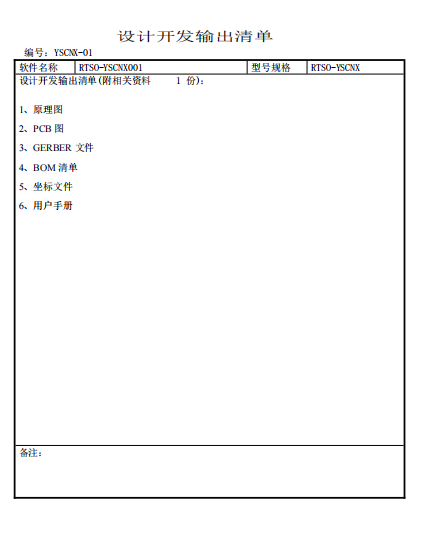 设计开发输出清单
编号：YSCNX-01
软件名称 RTSO-YSCNX001 型号规格 RTSO-YSCNX
设计开发输出清单(附相关资料 1 份)：
1、原理图
2、PCB 图
3、GERBER 文件
4、BOM 清单
5、坐标文件
6、用户手册
备注：